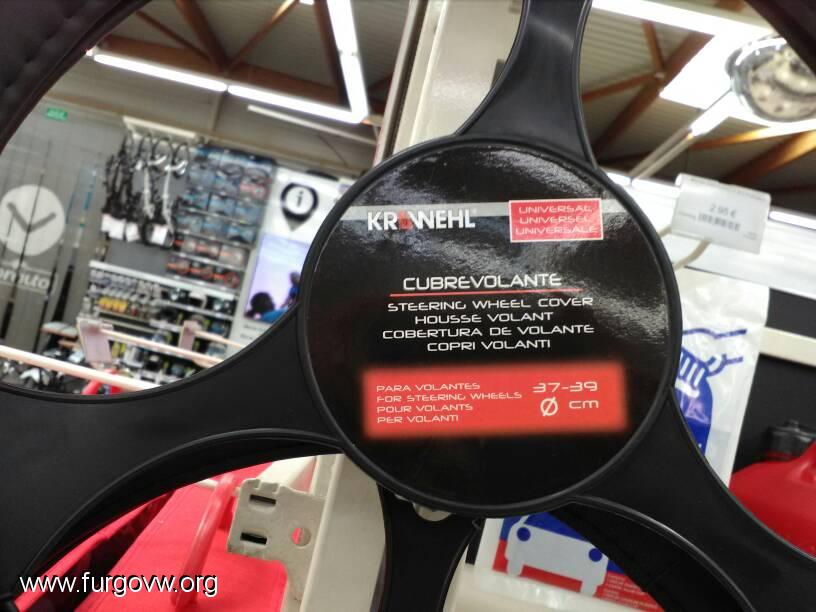 KRAWEHL
UNIVERSAL
UNIVERSEL
UNIVERSALE
CUBREVOLANTE
STEERING WHEEL COVER
HOUSSE VOLANT
COBERTURA DE VOLANTE
COPRI VOLANTI
PARA VOLANTES
FOR STEERING WHEELS
POUR VOLANTS
PER VOLANTI
37-39
Ø cm
2.95 €
www.furgovw.org